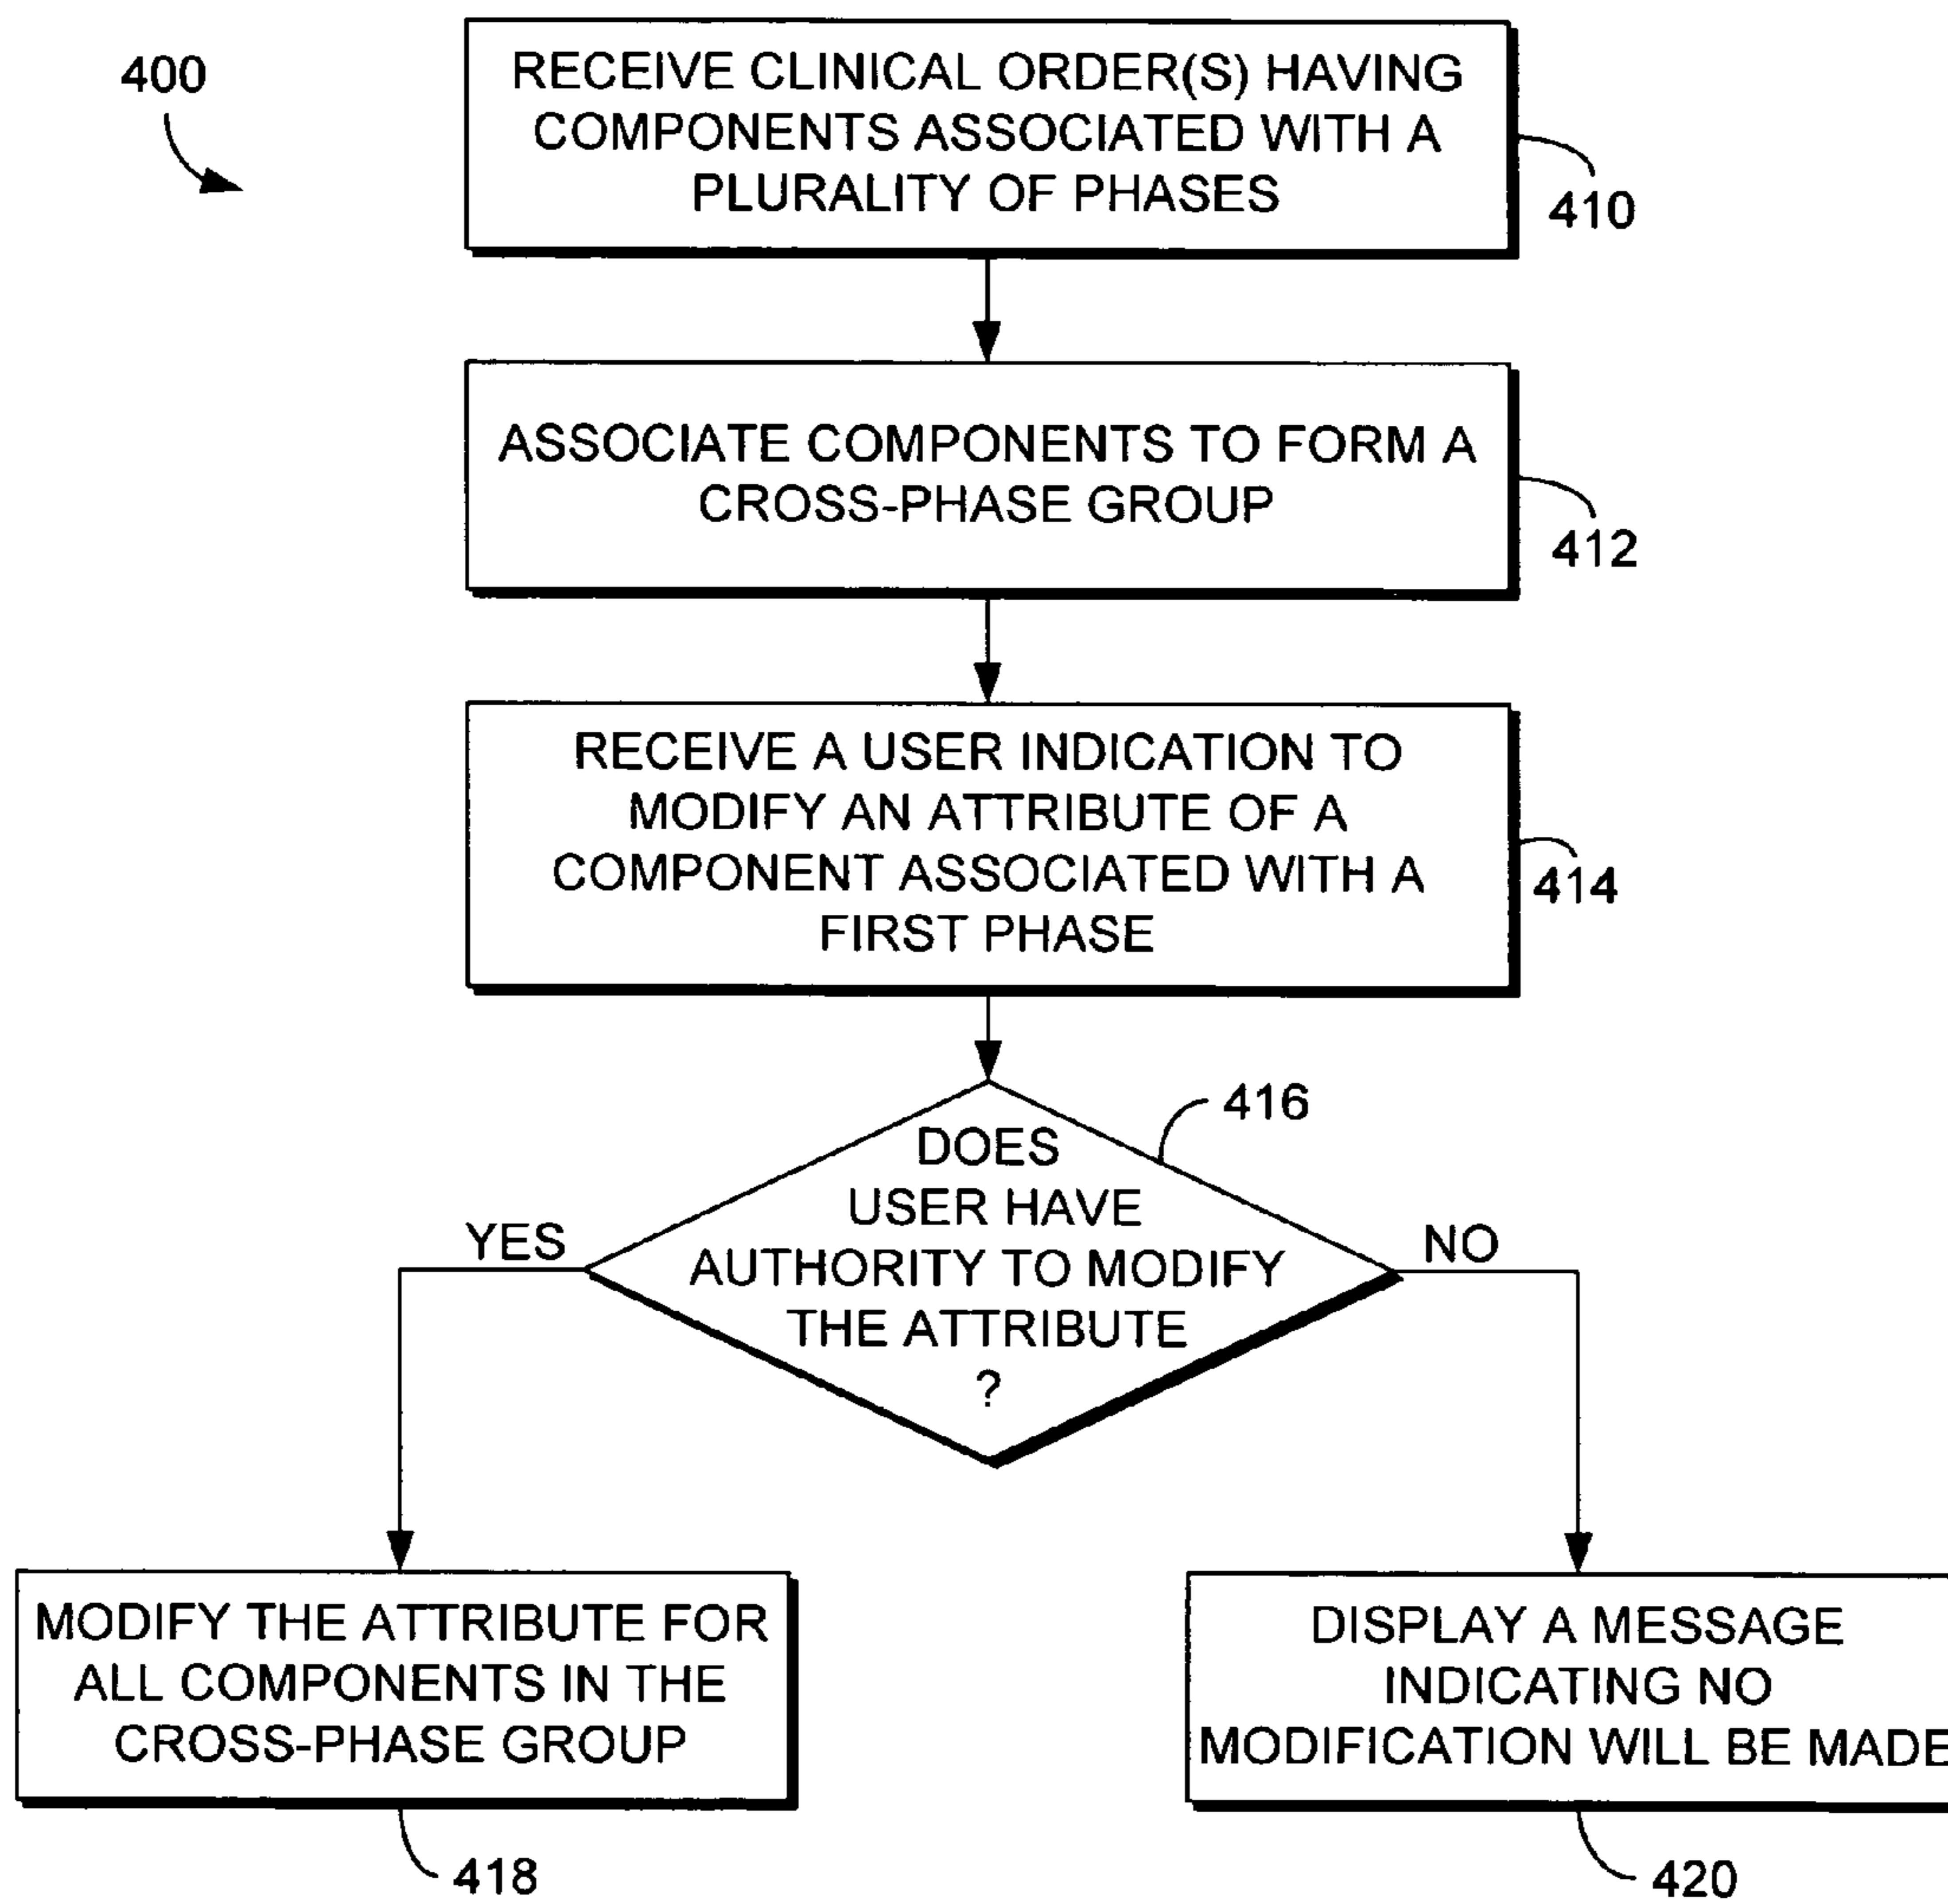 400
RECEIVE CLINICAL ORDER(S) HAVING
COMPONENTS ASSOCIATED WITH A
PLURALITY OF PHASES
410
ASSOCIATE COMPONENTS TO FORM A
CROSS-PHASE GROUP
412
RECEIVE A USER INDICATION TO
MODIFY AN ATTRIBUTE OF A
COMPONENT ASSOCIATED WITH A
FIRST PHASE
414
416
DOES
USER HAVE
AUTHORITY TO MODIFY
THE ATTRIBUTE
?
YES
NO
MODIFY THE ATTRIBUTE FOR
ALL COMPONENTS IN THE
CROSS-PHASE GROUP
418
DISPLAY A MESSAGE
INDICATING NO
MODIFICATION WILL BE MADE
420